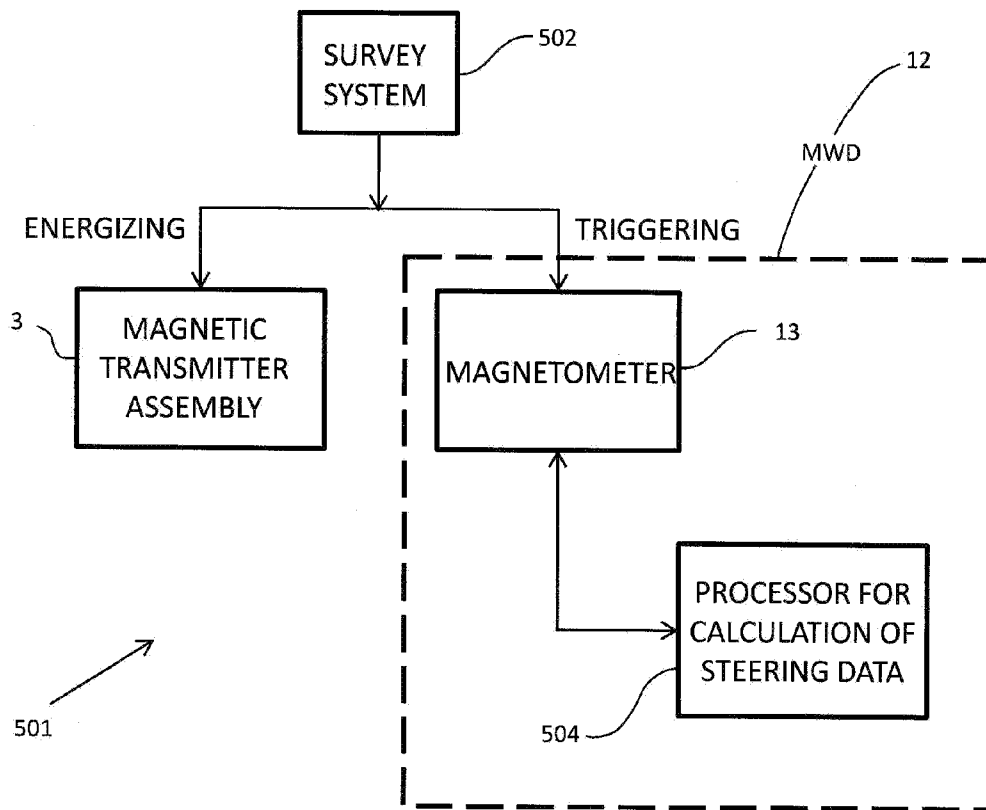 SURVEY
SYSTEM
502
12
MWD
ENERGIZING
TRIGGERING
3
MAGNETIC
TRANSMITTER
ASSEMBLY
MAGNETOMETER
13
PROCESSOR FOR
CALCULATION OF
STEERING DATA
501
504